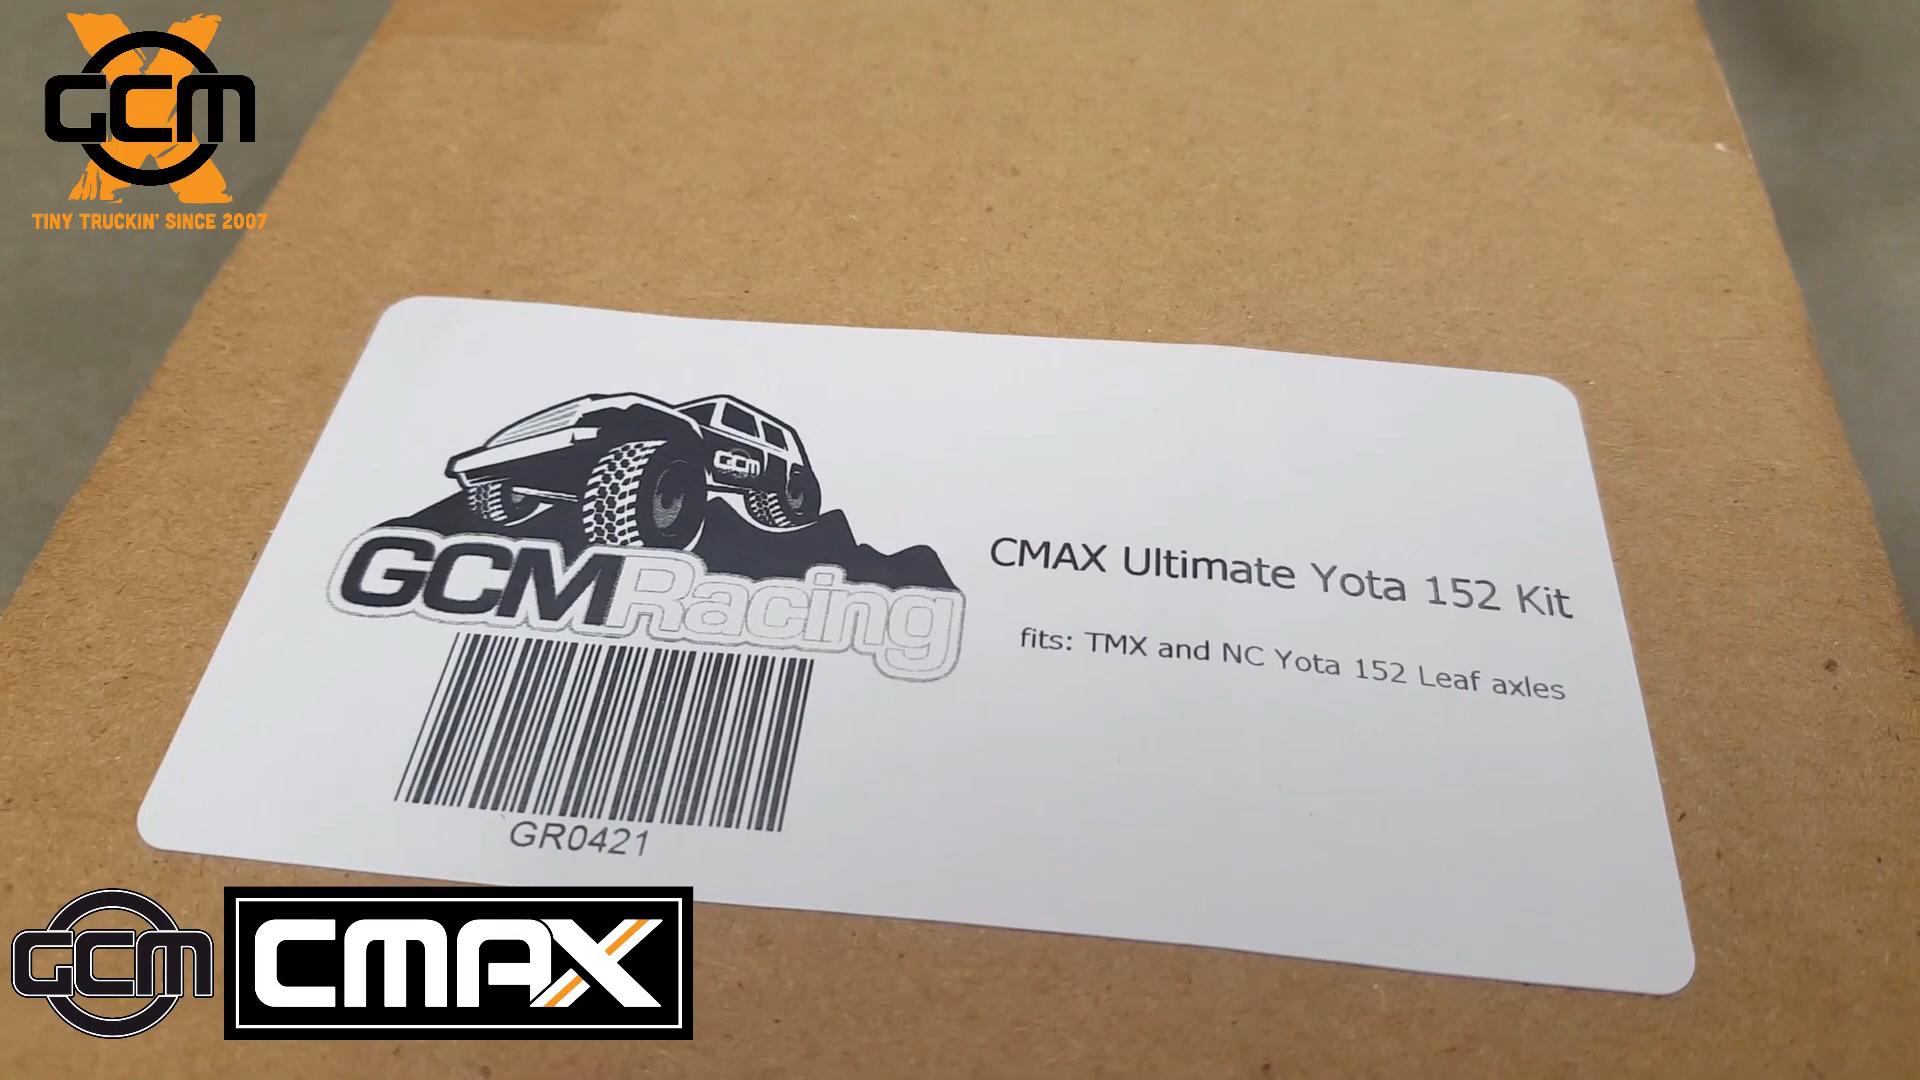 GCM
TINY TRUCKIN' SINCE 2007
GCM
GCMRacing
CMAX Ultimate Yota 152 Kit
fits: TMX and NC Yota 152 Leaf axles
GR0421
GCM
CMAX